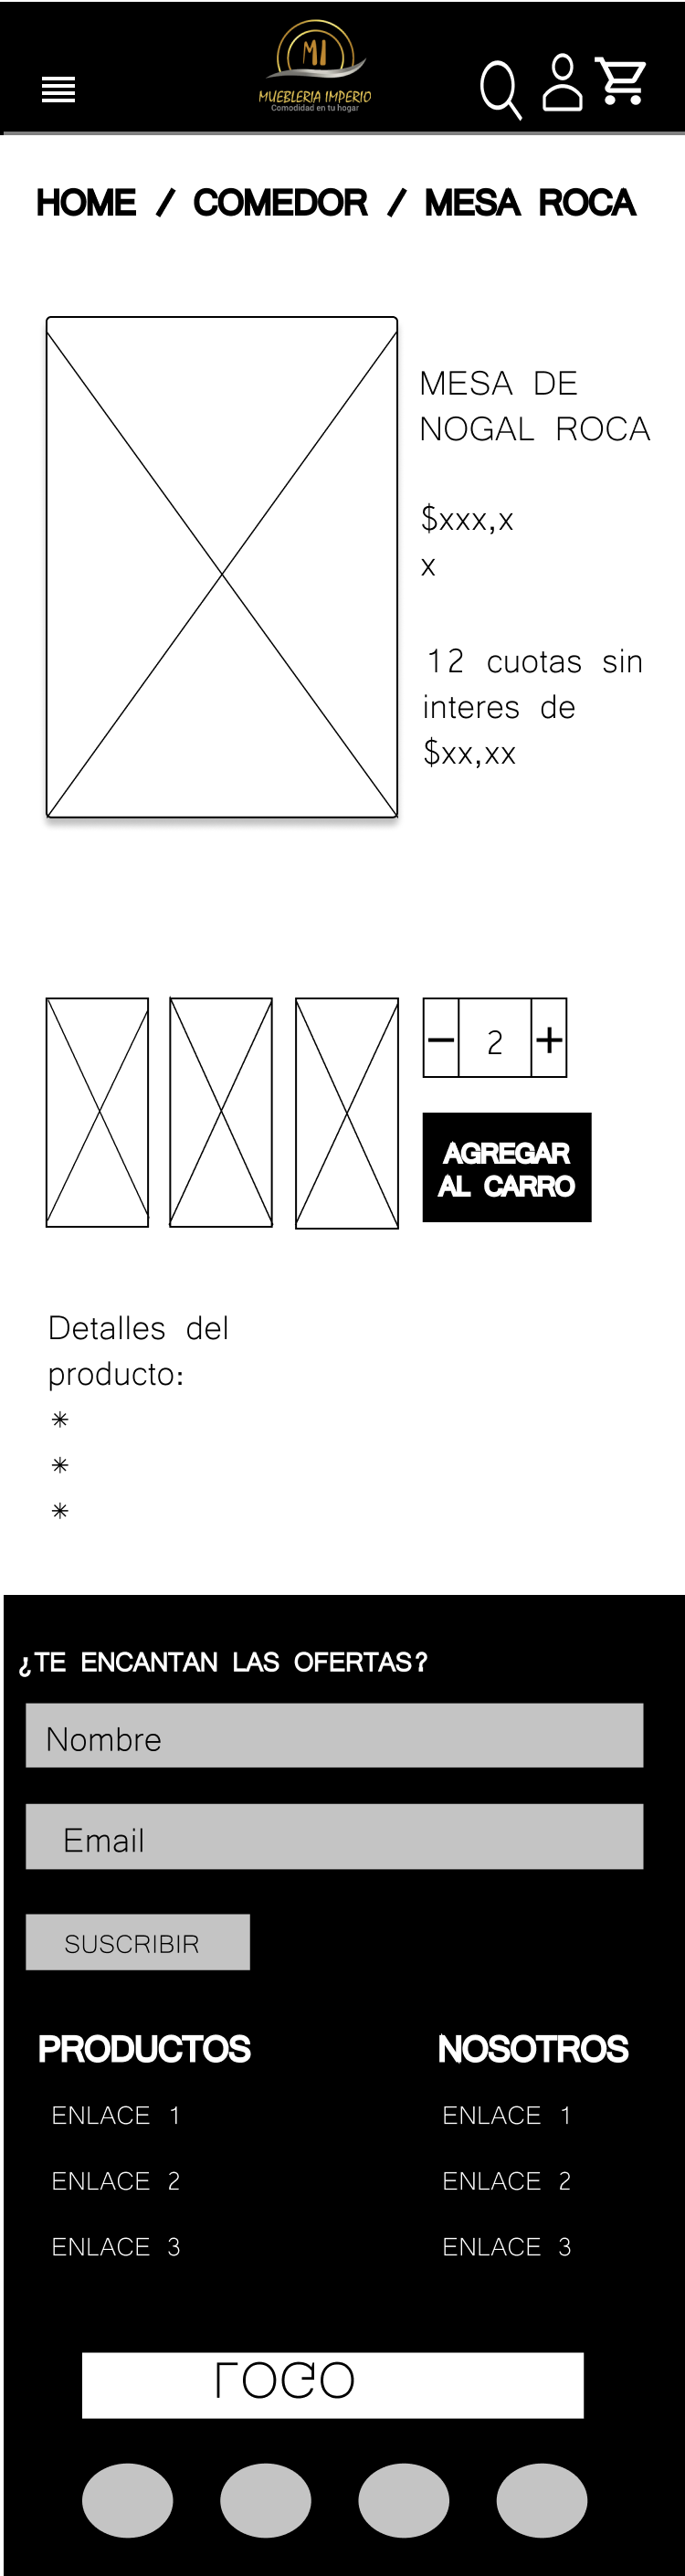 MI
MUEBLERIA IMPERIO
Comodidad en tu hogar
HOME / COMEDOR / MESA ROCA
MESA DE
NOGAL ROCA
$xxx,x
x
12 cuotas sin
interes de
$xx,xx
2
AGREGAR
AL CARRO
Detalles del
producto:
*
*
*
¿TE ENCANTAN LAS OFERTAS?
Nombre
Email
SUSCRIBIR
PRODUCTOS
NOSOTROS
ENLACE 1
ENLACE 1
ENLACE 2
ENLACE 2
ENLACE 3
ENLACE 3
LOGO